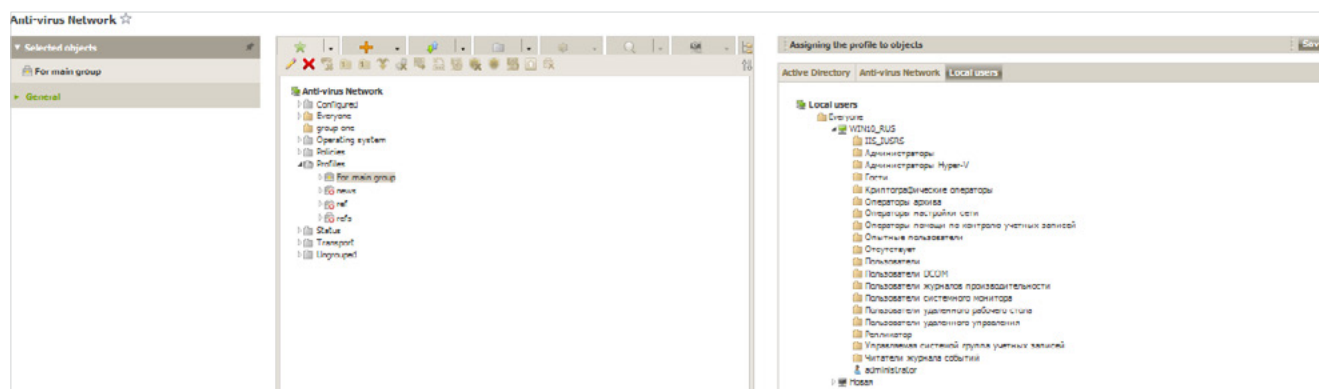 Anti-virus Network
Selected objects
For main group
General
Anti-virus Network
Configured
Everyone
group one
Operating system
Policies
Profiles
For main group
news
ref
refs
Status
Transport
Ungrouped
Assigning the profile to objects
Sav
Active Directory Anti-virus Network Local users
Local users
Everyone
WIN10_RUS
IIS_IUSRS
Администраторы
Администраторы Hyper-V
Гости
Криптографические операторы
Операторы архива
Операторы настройки сети
Операторы помощи по контролю учетных записей
Опытные пользователи
Отсутствует
Пользователи
Пользователи DCOM
Пользователи журналов производительности
Пользователи системного монитора
Пользователи удаленного рабочего стола
Пользователи удаленного управления
Репликатор
Управляемая системой группа учетных записей
Читатели журнала событий
administrator